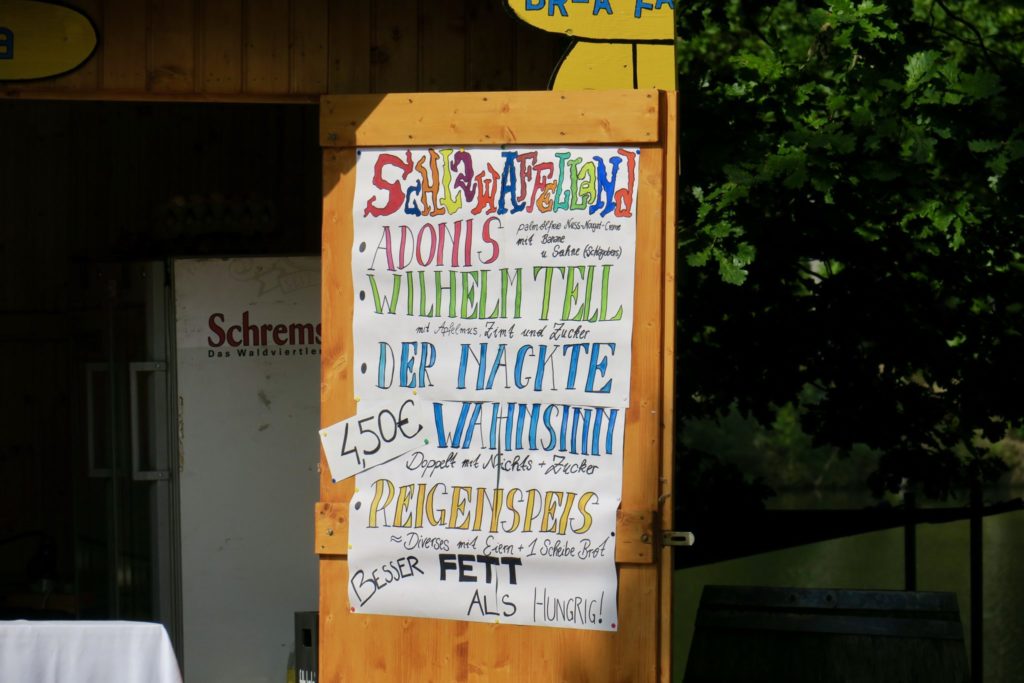 SchLzWAFFELLAND
ADONIS
palmölfreie Nuss-Nougat-Creme
mit Banane
u Sahne (Schlagobers)
WILHELM TELL
mit Apfelmus, Zimt und Zucker
DER NACKTE
4,50€
WAHNSINN
Doppelt mit Nichts + Zucker
REIGENSPEIS
≈ Diverses mit Eiern + 1 Scheibe Brot
BESSER FETT
ALS HUNGRIG!
Schrems
Das Waldviertler